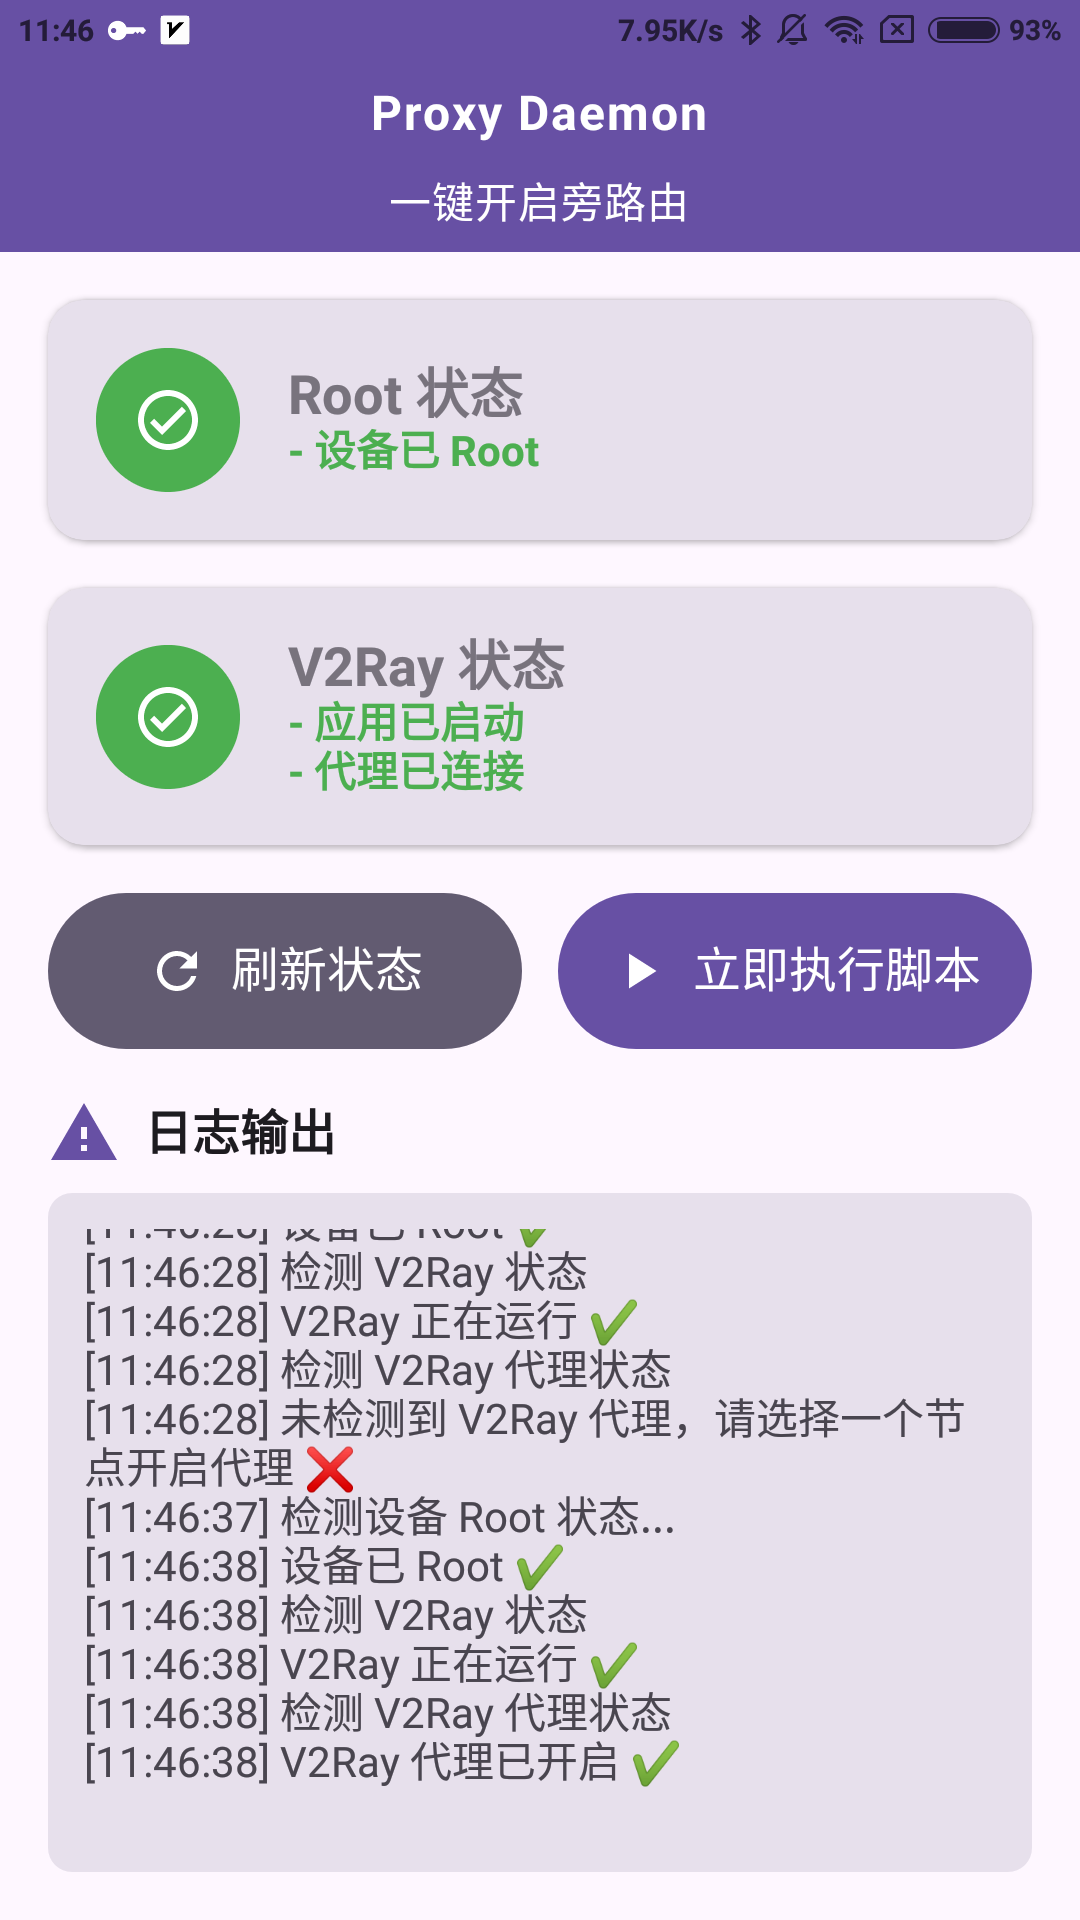 11:46
7.95K/s
93%
Proxy Daemon
一键开启旁路由
Root 状态
- 设备已 Root
V2Ray 状态
- 应用已启动
- 代理已连接
刷新状态
立即执行脚本
日志输出
[11:46:28] 设备已 Root ✔
[11:46:28] 检测 V2Ray 状态
[11:46:28] V2Ray 正在运行 ✔
[11:46:28] 检测 V2Ray 代理状态
[11:46:28] 未检测到 V2Ray 代理，请选择一个节
点开启代理 ❌
[11:46:37] 检测设备 Root 状态...
[11:46:38] 设备已 Root ✔
[11:46:38] 检测 V2Ray 状态
[11:46:38] V2Ray 正在运行 ✔
[11:46:38] 检测 V2Ray 代理状态
[11:46:38] V2Ray 代理已开启 ✔